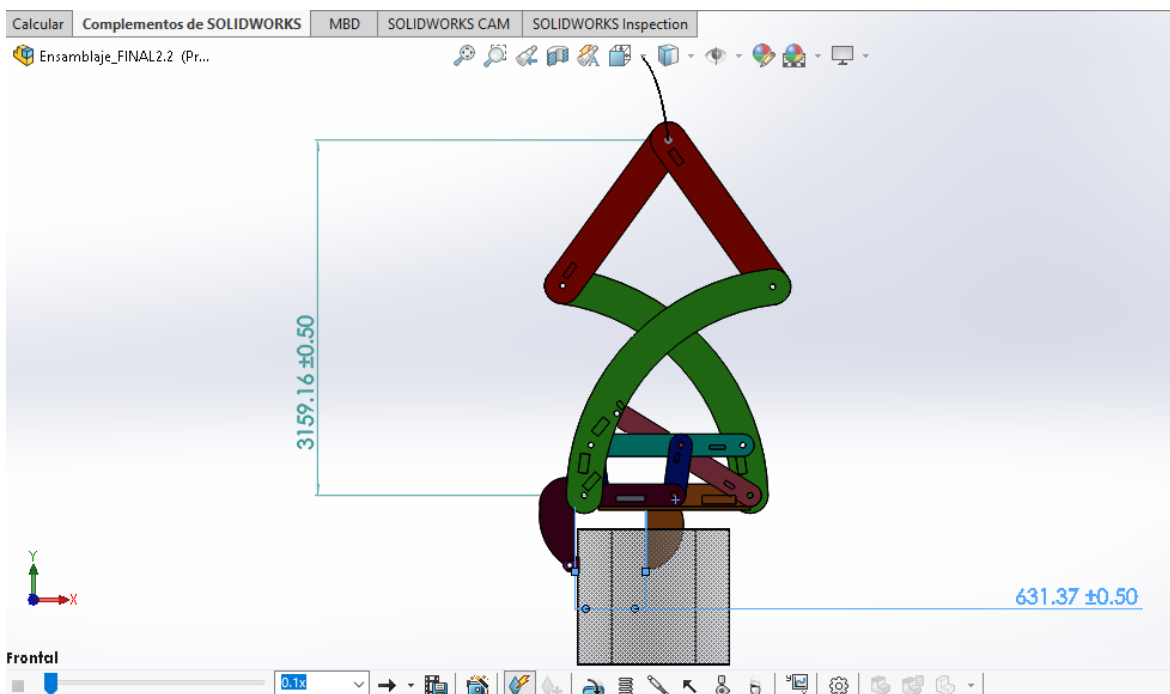 Calcular Complementos de SOLIDWORKS MBD SOLIDWORKS CAM SOLIDWORKS Inspection
Ensamblaje_FINAL2.2 (Pr...
3159.16 ±0.50
Y
X
631.37 ±0.50
Frontal
0.1x